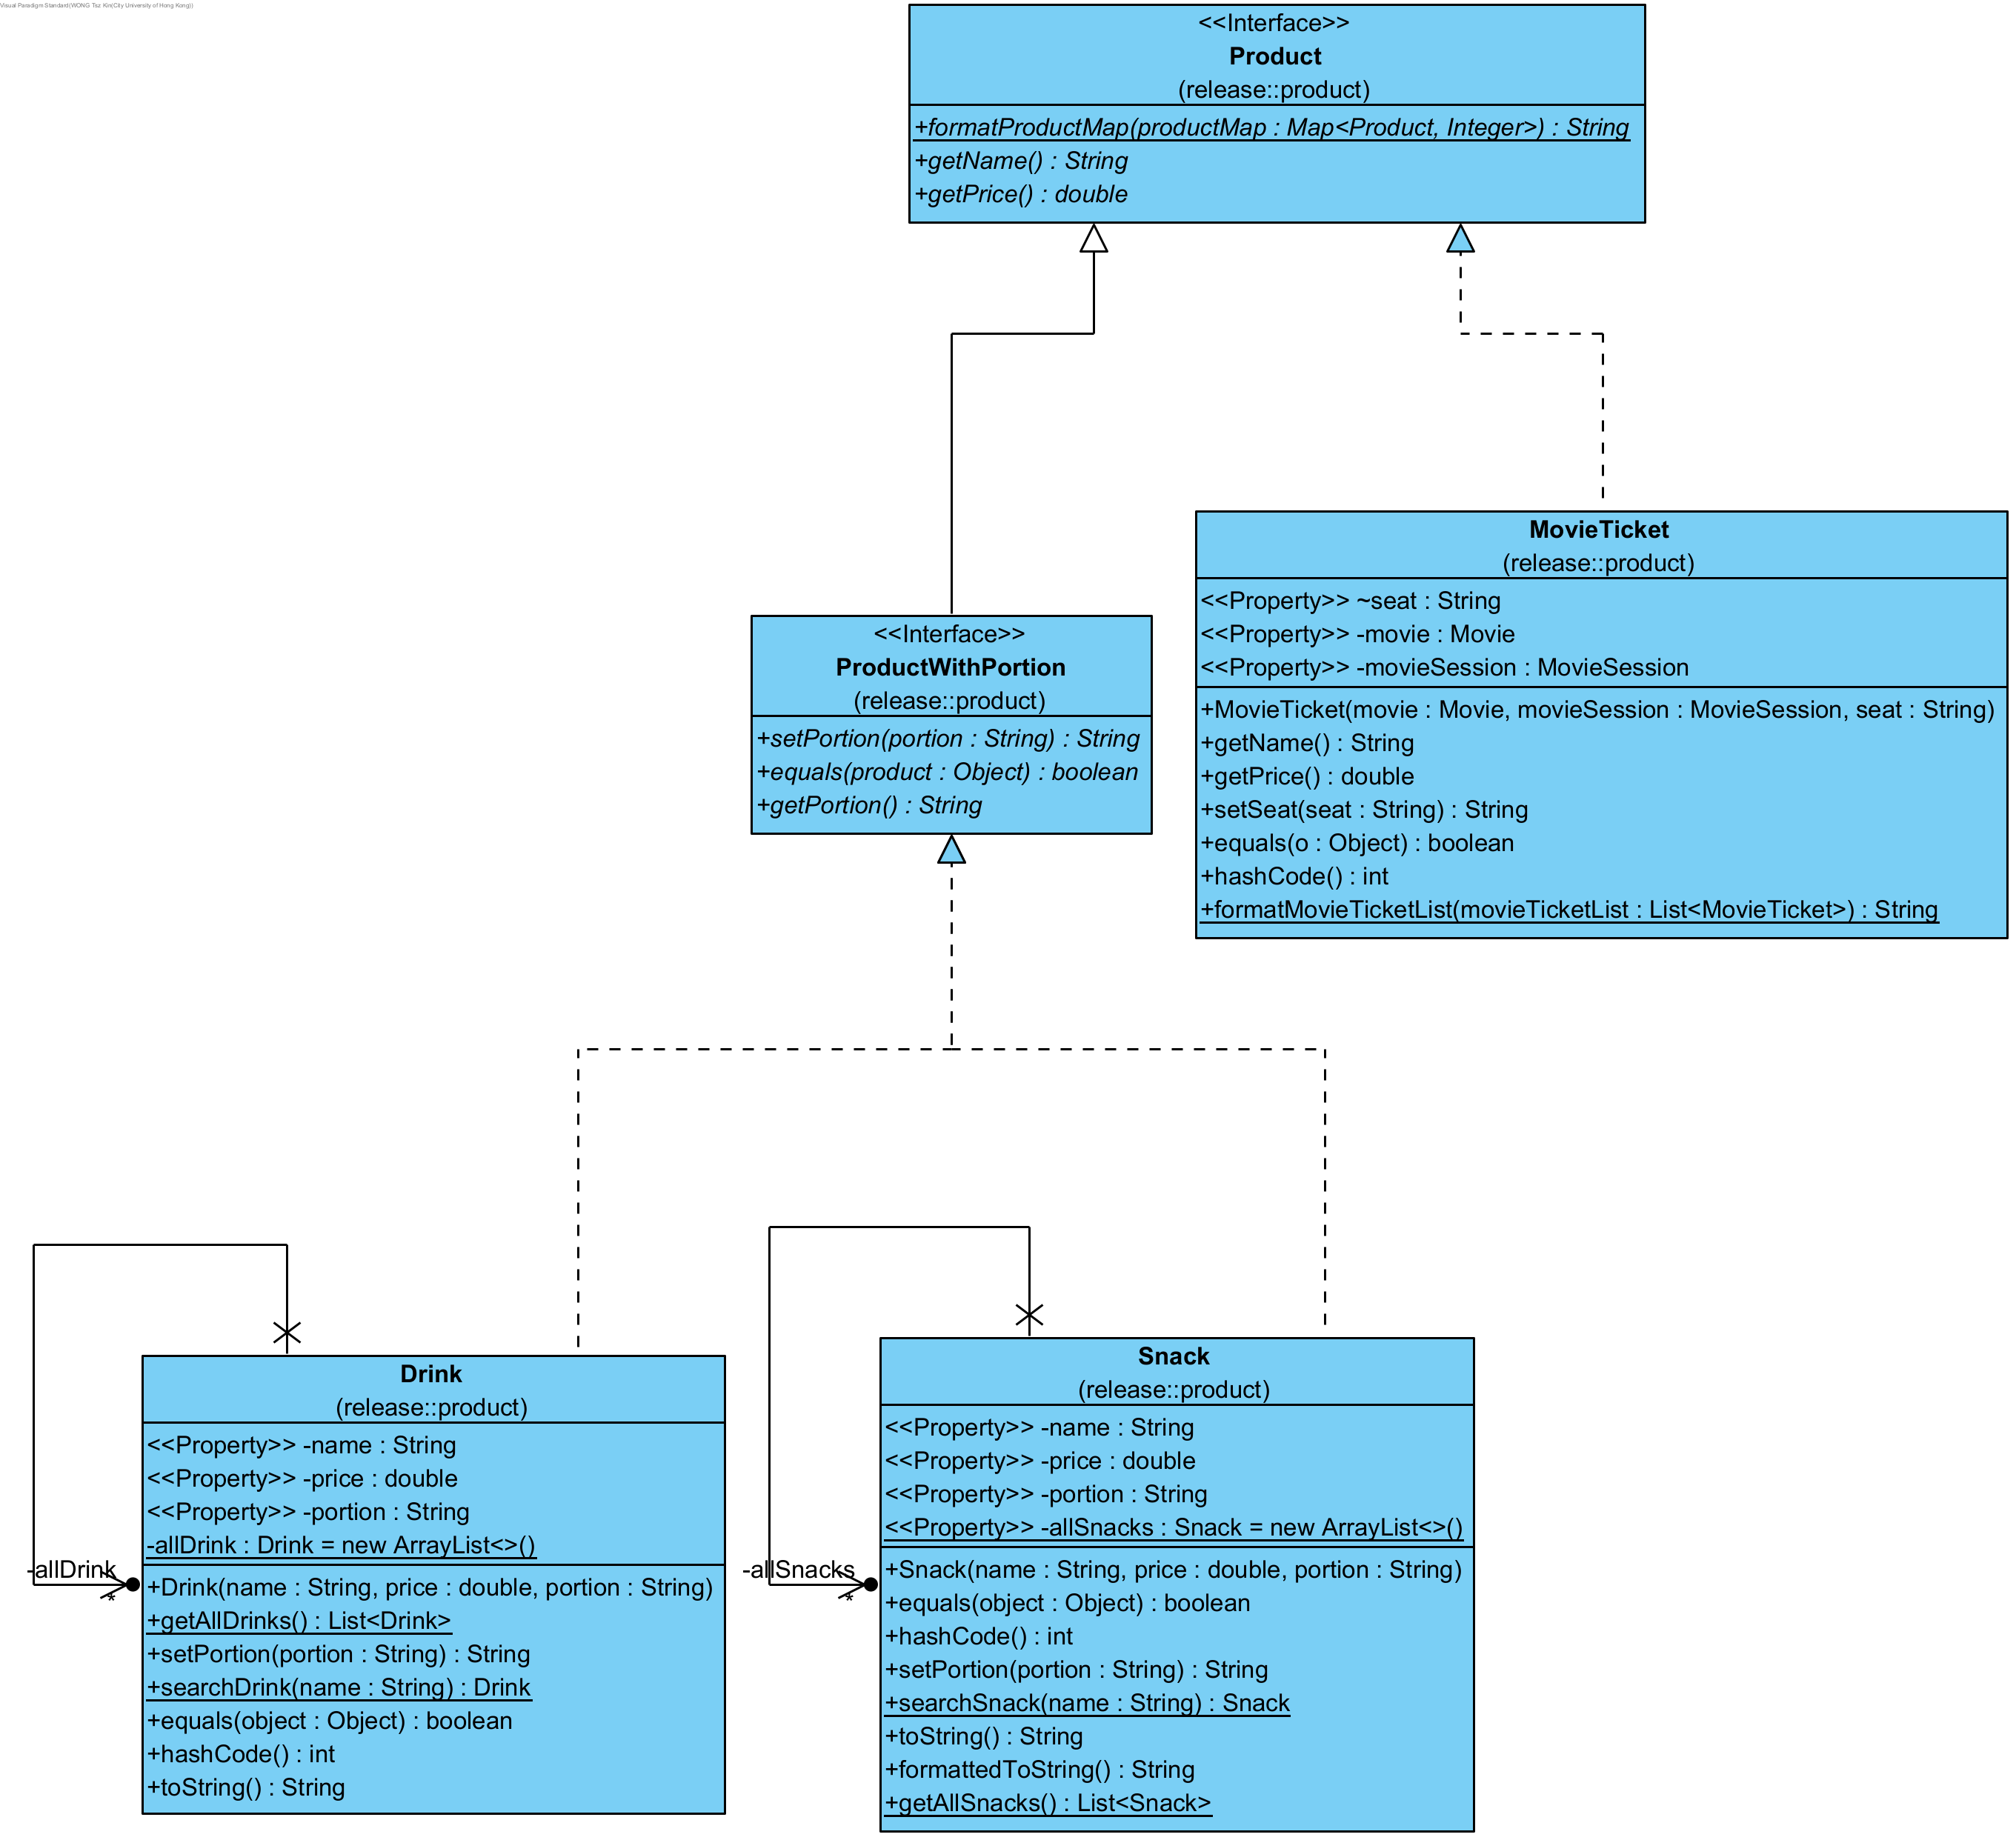 Visual Paradigm Standard(WONG Tsz Kin(City University of Hong Kong))
<<Interface>>
Product
(release::product)
+formatProductMap(productMap : Map<Product, Integer>) : String
+getName() : String
+getPrice() : double
MovieTicket
(release::product)
<<Property>> ~seat : String
<<Property>> -movie : Movie
<<Property>> -movieSession : MovieSession
+MovieTicket(movie : Movie, movieSession : MovieSession, seat : String)
+getName() : String
+getPrice() : double
+setSeat(seat : String) : String
+equals(o : Object) : boolean
+hashCode() : int
+formatMovieTicketList(movieTicketList : List<MovieTicket>) : String
<<Interface>>
ProductWithPortion
(release::product)
+setPortion(portion : String) : String
+equals(product : Object) : boolean
+getPortion() : String
Drink
(release::product)
<<Property>> -name : String
<<Property>> -price : double
<<Property>> -portion : String
-allDrink : Drink = new ArrayList<>()
+Drink(name : String, price : double, portion : String)
+getAllDrinks() : List<Drink>
+setPortion(portion : String) : String
+searchDrink(name : String) : Drink
+equals(object : Object) : boolean
+hashCode() : int
+toString() : String
-allDrink
*
Snack
(release::product)
<<Property>> -name : String
<<Property>> -price : double
<<Property>> -portion : String
<<Property>> -allSnacks : Snack = new ArrayList<>()
+Snack(name : String, price : double, portion : String)
+equals(object : Object) : boolean
+hashCode() : int
+setPortion(portion : String) : String
+searchSnack(name : String) : Snack
+toString() : String
+formattedToString() : String
+getAllSnacks() : List<Snack>
-allSnacks
*